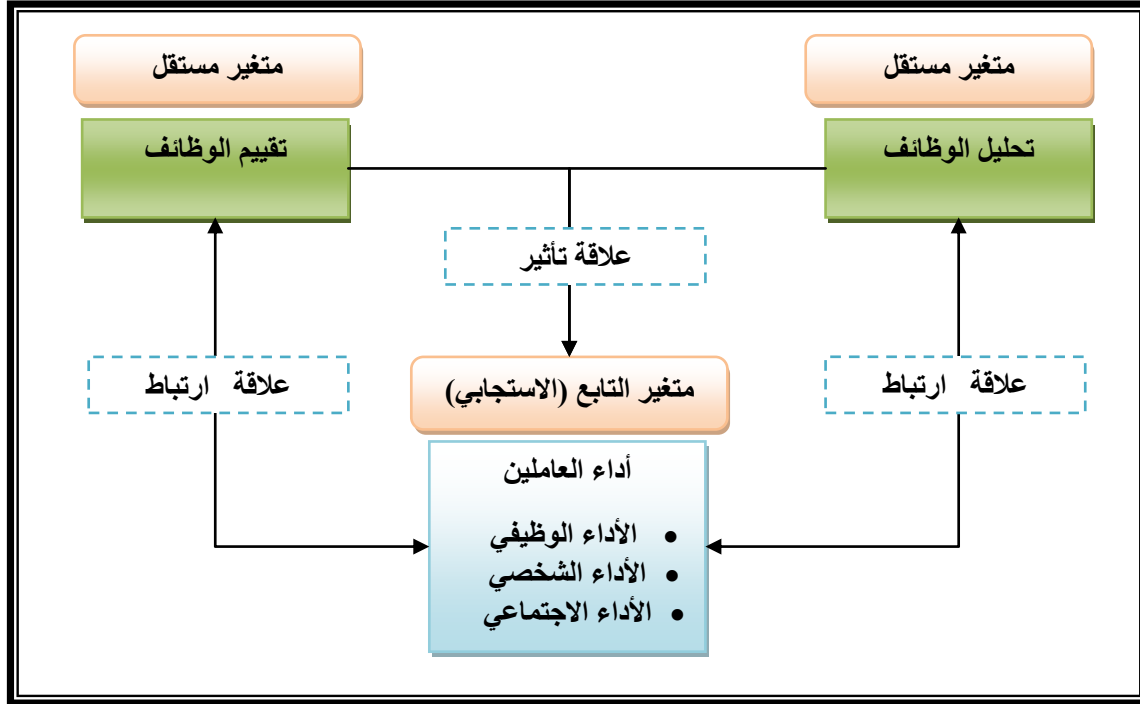 متغير مستقل
متغير مستقل
تحليل الوظائف
تقييم الوظائف
علاقة تأثير
علاقة ارتباط
علاقة ارتباط
متغير التابع (الاستجابي)
أداء العاملين
• الأداء الوظيفي
• الأداء الشخصي
• الأداء الاجتماعي